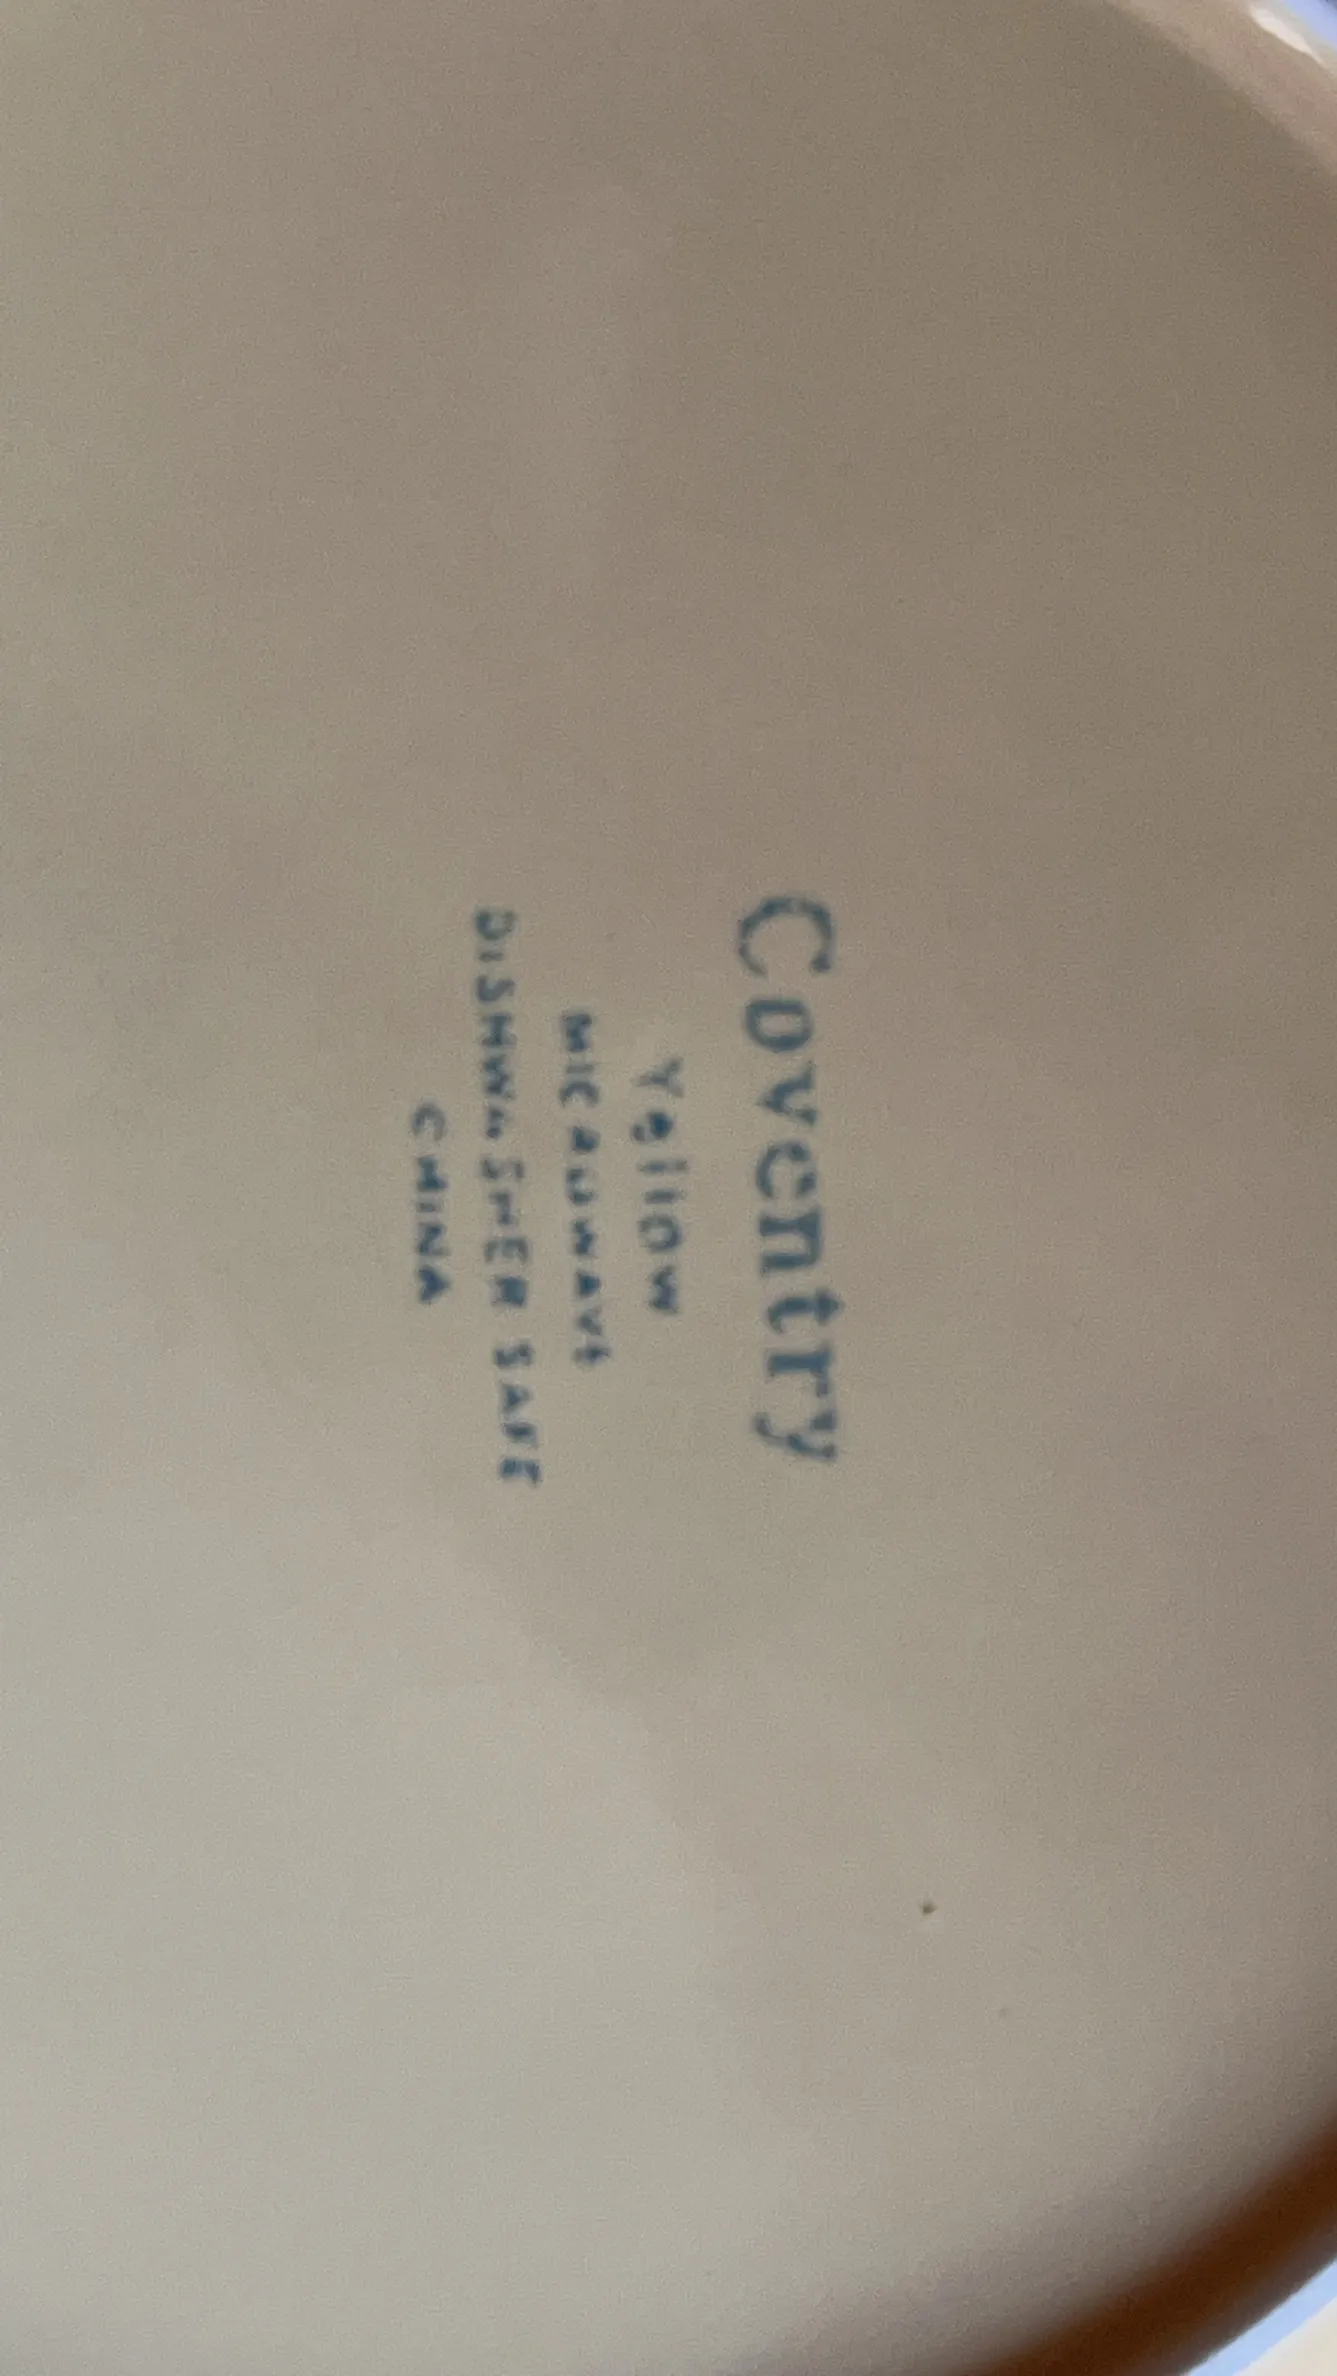 Coventry
Yellow
MICROWAVE
DISHWASHER SAFE
CHINA